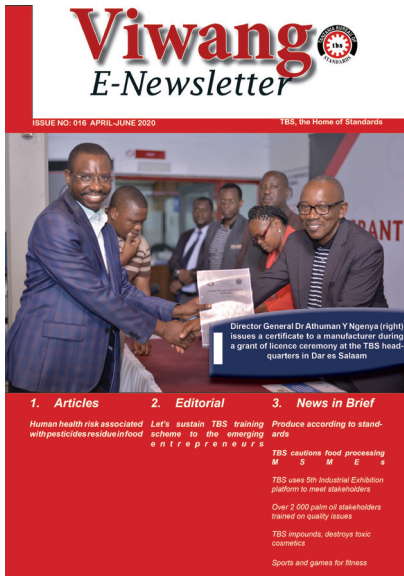 Viwango
E-Newsletter
TANZANIA BUREAU OF
tbs
STANDARDS
ISSUE NO: 016 APRIL-JUNE 2020
TBS, the Home of Standards
RANT
Director General Dr Athuman Y Ngenya (right)
issues a certificate to a manufacturer during
a grant of licence ceremony at the TBS head-
quarters in Dar es Salaam
1. Articles
Human health risk associated
with pesticides residue in food
2. Editorial
Let's sustain TBS training
scheme to the emerging
entrepreneurs
3. News in Brief
Produce according to stand-
ards
TBS cautions food processing
MSMEs
TBS uses 5th Industrial Exhibition
platform to meet stakeholders
Over 2 000 palm oil stakeholders
trained on quality issues
TBS impounds, destroys toxic
cosmetics
Sports and games for fitness